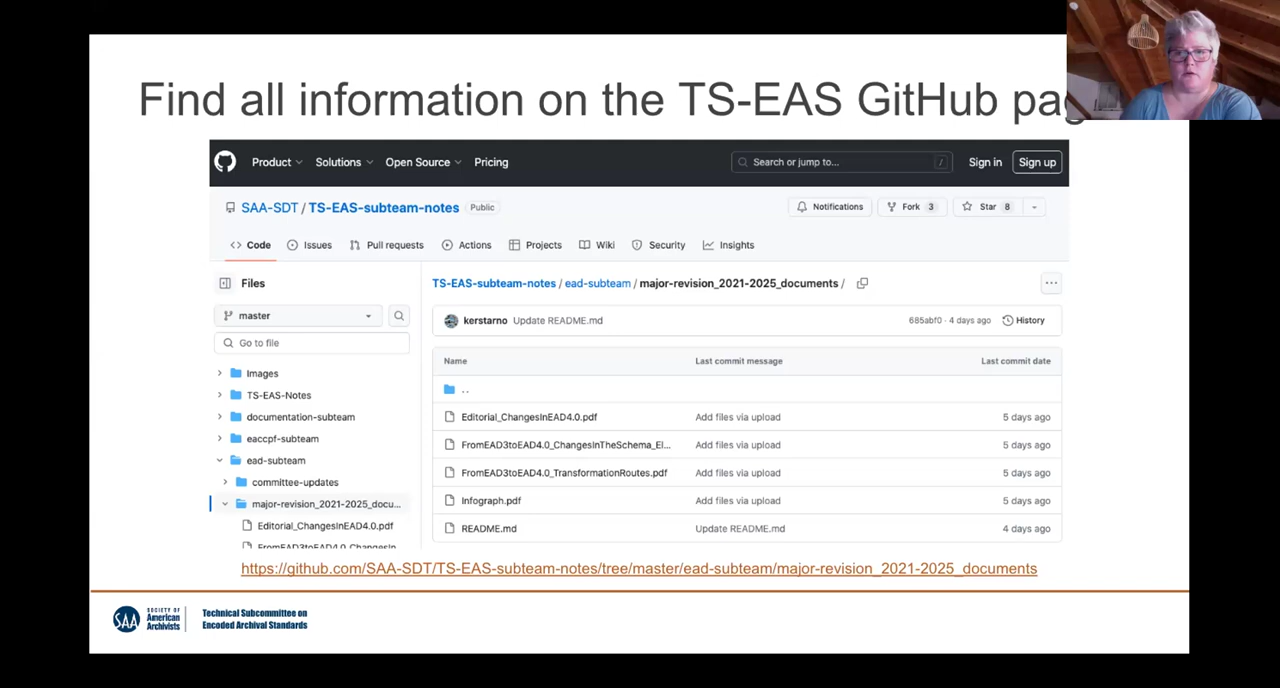 Find all information on the TS-EAS GitHub
Product Solutions Open Source Pricing Search or jump to... / Sign in Sign up
SAA-SDT / TS-EAS-subteam-notes Public Notifications Fork 3 Star 8
<> Code Issues Pull requests Actions Projects Wiki Security Insights
Files
master
Go to file
Images
TS-EAS-Notes
documentation-subteam
eaccpf-subteam
ead-subteam
committee-updates
major-revision_2021-2025_docu...
Editorial_ChangesInEAD4.0.pdf
FromEAD3toEAD4.0_ChangesIn
TS-EAS-subteam-notes / ead-subteam / major-revision_2021-2025_documents /
...
kerstarno Update README.md 685abf0 · 4 days ago History
Name Last commit message Last commit date
..
Editorial_ChangesInEAD4.0.pdf Add files via upload 5 days ago
FromEAD3toEAD4.0_ChangesInTheSchema_El... Add files via upload 5 days ago
FromEAD3toEAD4.0_TransformationRoutes.pdf Add files via upload 5 days ago
Infograph.pdf Add files via upload 5 days ago
README.md Update README.md 4 days ago
https://github.com/SAA-SDT/TS-EAS-subteam-notes/tree/master/ead-subteam/major-revision_2021-2025_documents
SAA
SOCIETY OF
American
Archivists
Technical Subcommittee on
Encoded Archival Standards